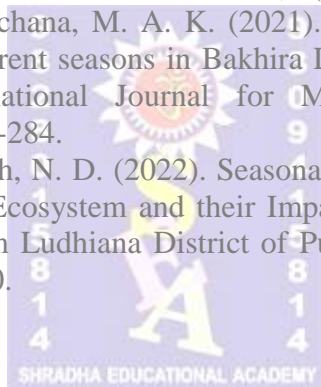 chana, M. A. K. (2021).
rent seasons in Bakhira
ational Journal for M
-284.
h, N. D. (2022). Seasona
Ecosystem and their Impa
n Ludhiana District of Pu
).
S
V
A
SHRADHA EDUCATIONAL ACADEMY